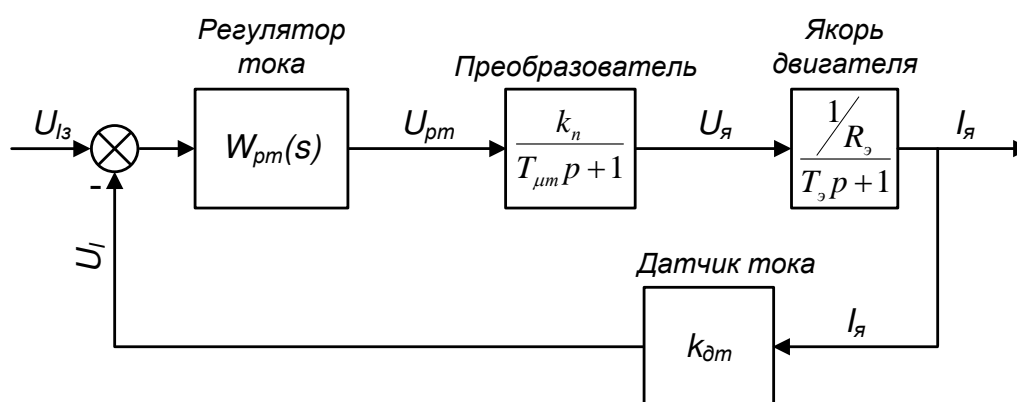 Регулятор
тока
Преобразователь
Якорь
двигателя
U_Iз
W_рт(s)
U_рт
k_п
T_μт p + 1
U_я
1/R_э
T_э p + 1
I_я
-
U_I
Датчик тока
k_дт
I_я